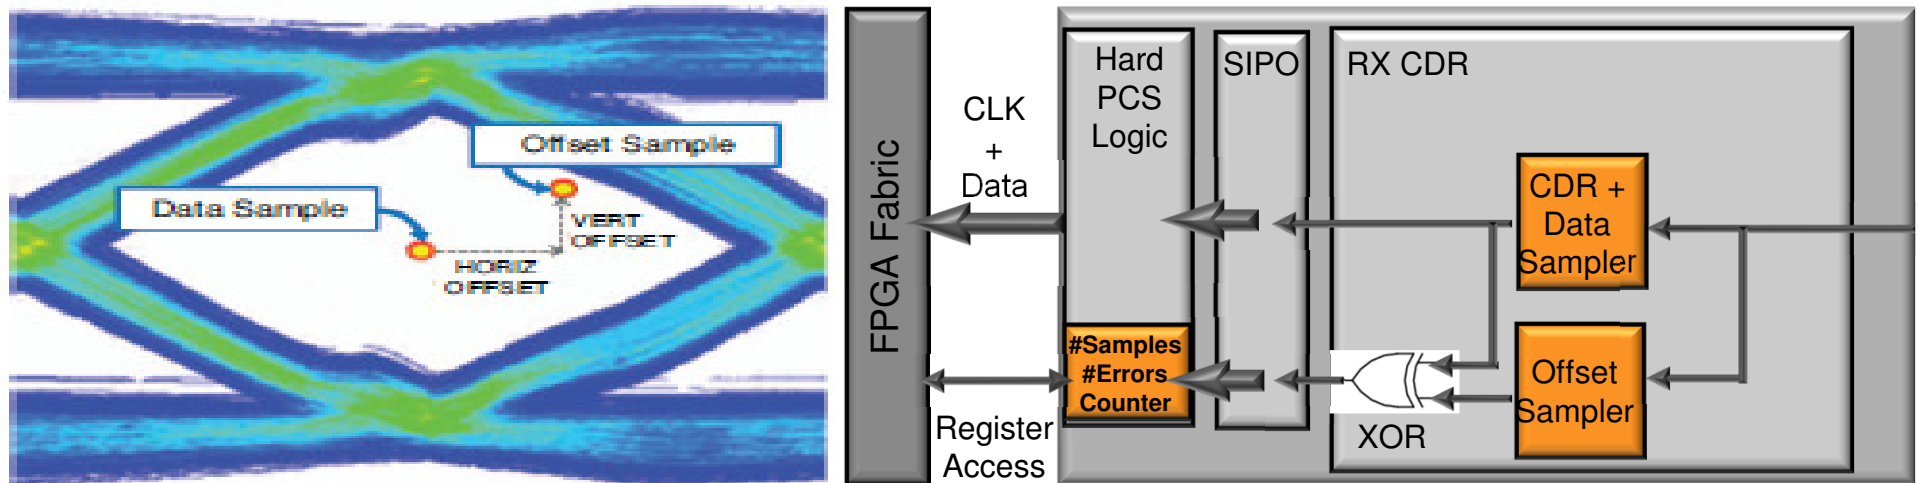 Offset Sample
Data Sample
VERT
OFFSET
HORIZ
OFFSET
FPGA Fabric
CLK
+
Data
Register
Access
Hard
PCS
Logic
#Samples
#Errors
Counter
SIPO
RX CDR
CDR +
Data
Sampler
Offset
Sampler
XOR